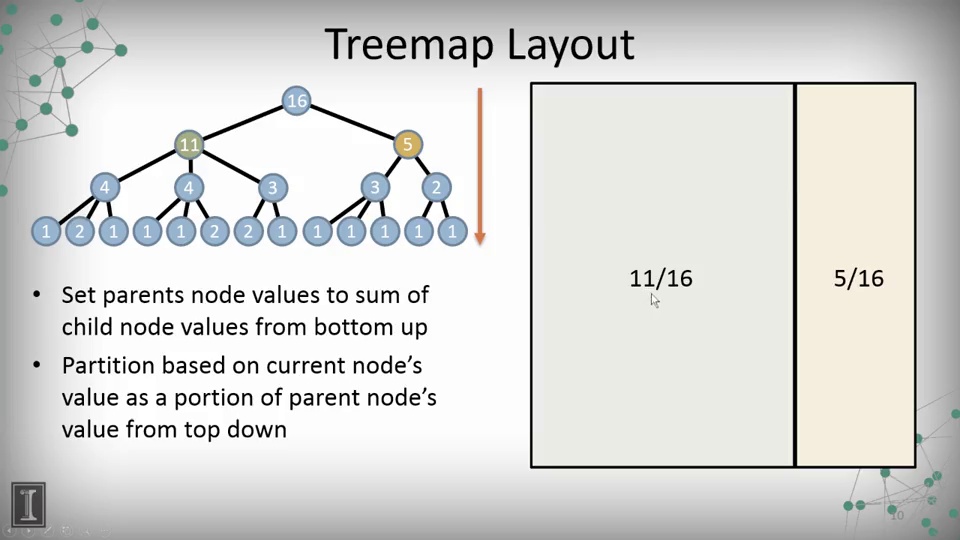 Treemap Layout
16
11 5
4 4 3 3 2
1 2 1 1 1 2 2 1 1 1 1 1 1
• Set parents node values to sum of
child node values from bottom up
• Partition based on current node's
value as a portion of parent node's
value from top down
11/16 5/16
I
10